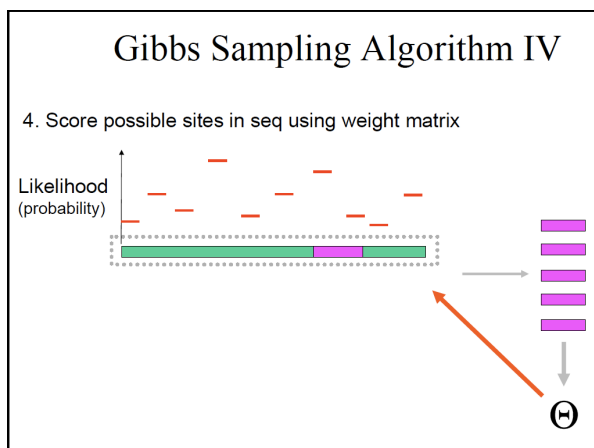 Gibbs Sampling Algorithm IV
4. Score possible sites in seq using weight matrix
Likelihood
(probability)
Θ